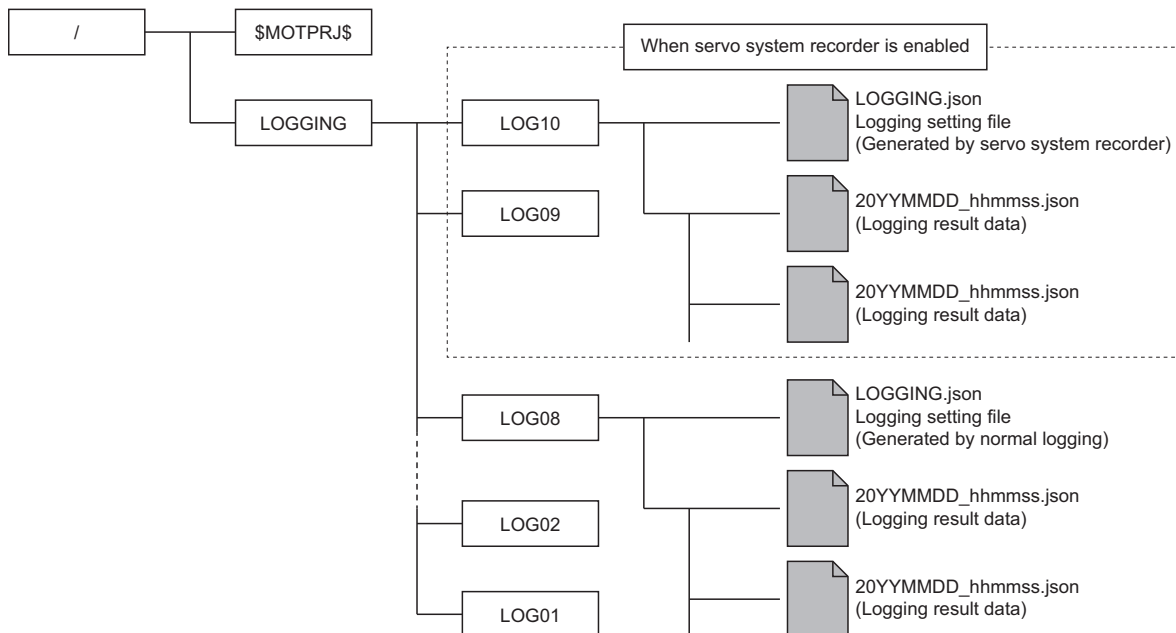 /
$MOTPRJ$
When servo system recorder is enabled
LOGGING
LOG10
LOGGING.json
Logging setting file
(Generated by servo system recorder)
LOG09
20YYMMDD_hhmmss.json
(Logging result data)
20YYMMDD_hhmmss.json
(Logging result data)
LOG08
LOGGING.json
Logging setting file
(Generated by normal logging)
20YYMMDD_hhmmss.json
(Logging result data)
LOG02
20YYMMDD_hhmmss.json
(Logging result data)
LOG01